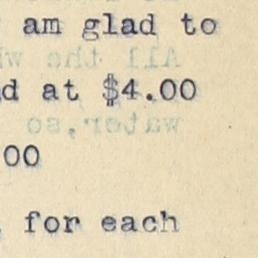 am glad to
d at $4.00
00
, for each